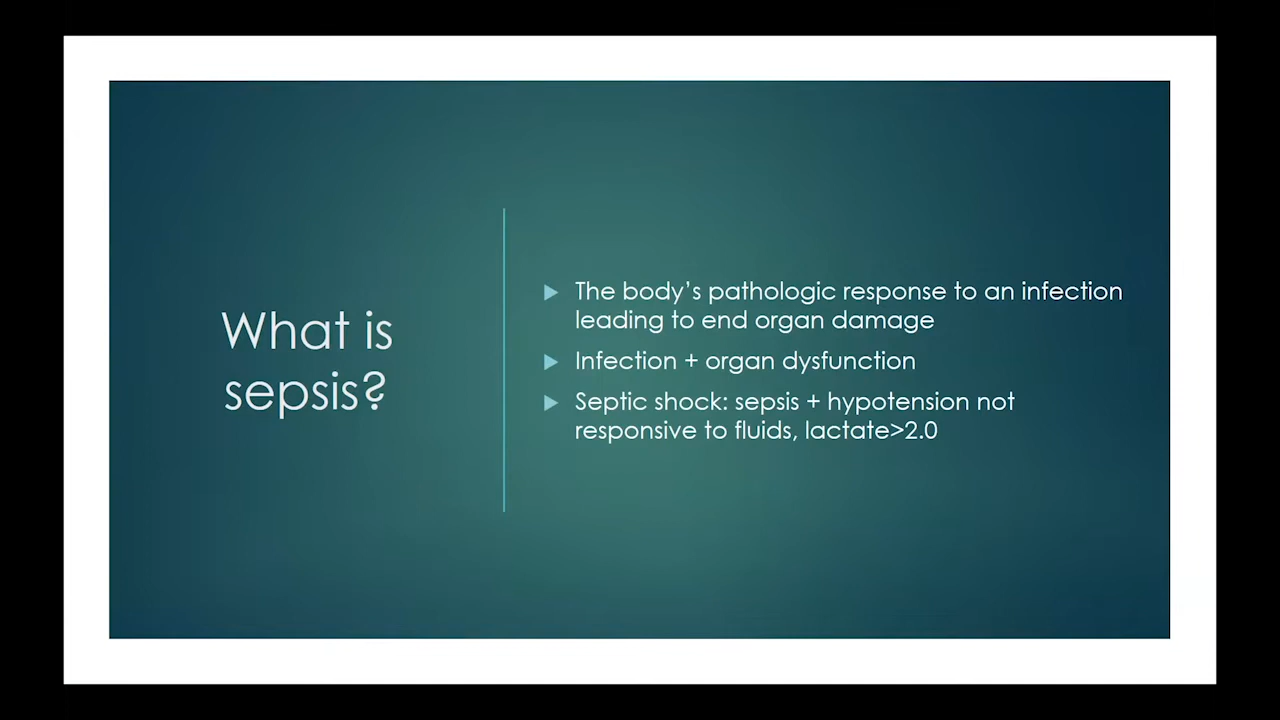 What is
sepsis?
The body’s pathologic response to an infection
leading to end organ damage
Infection + organ dysfunction
Septic shock: sepsis + hypotension not
responsive to fluids, lactate>2.0